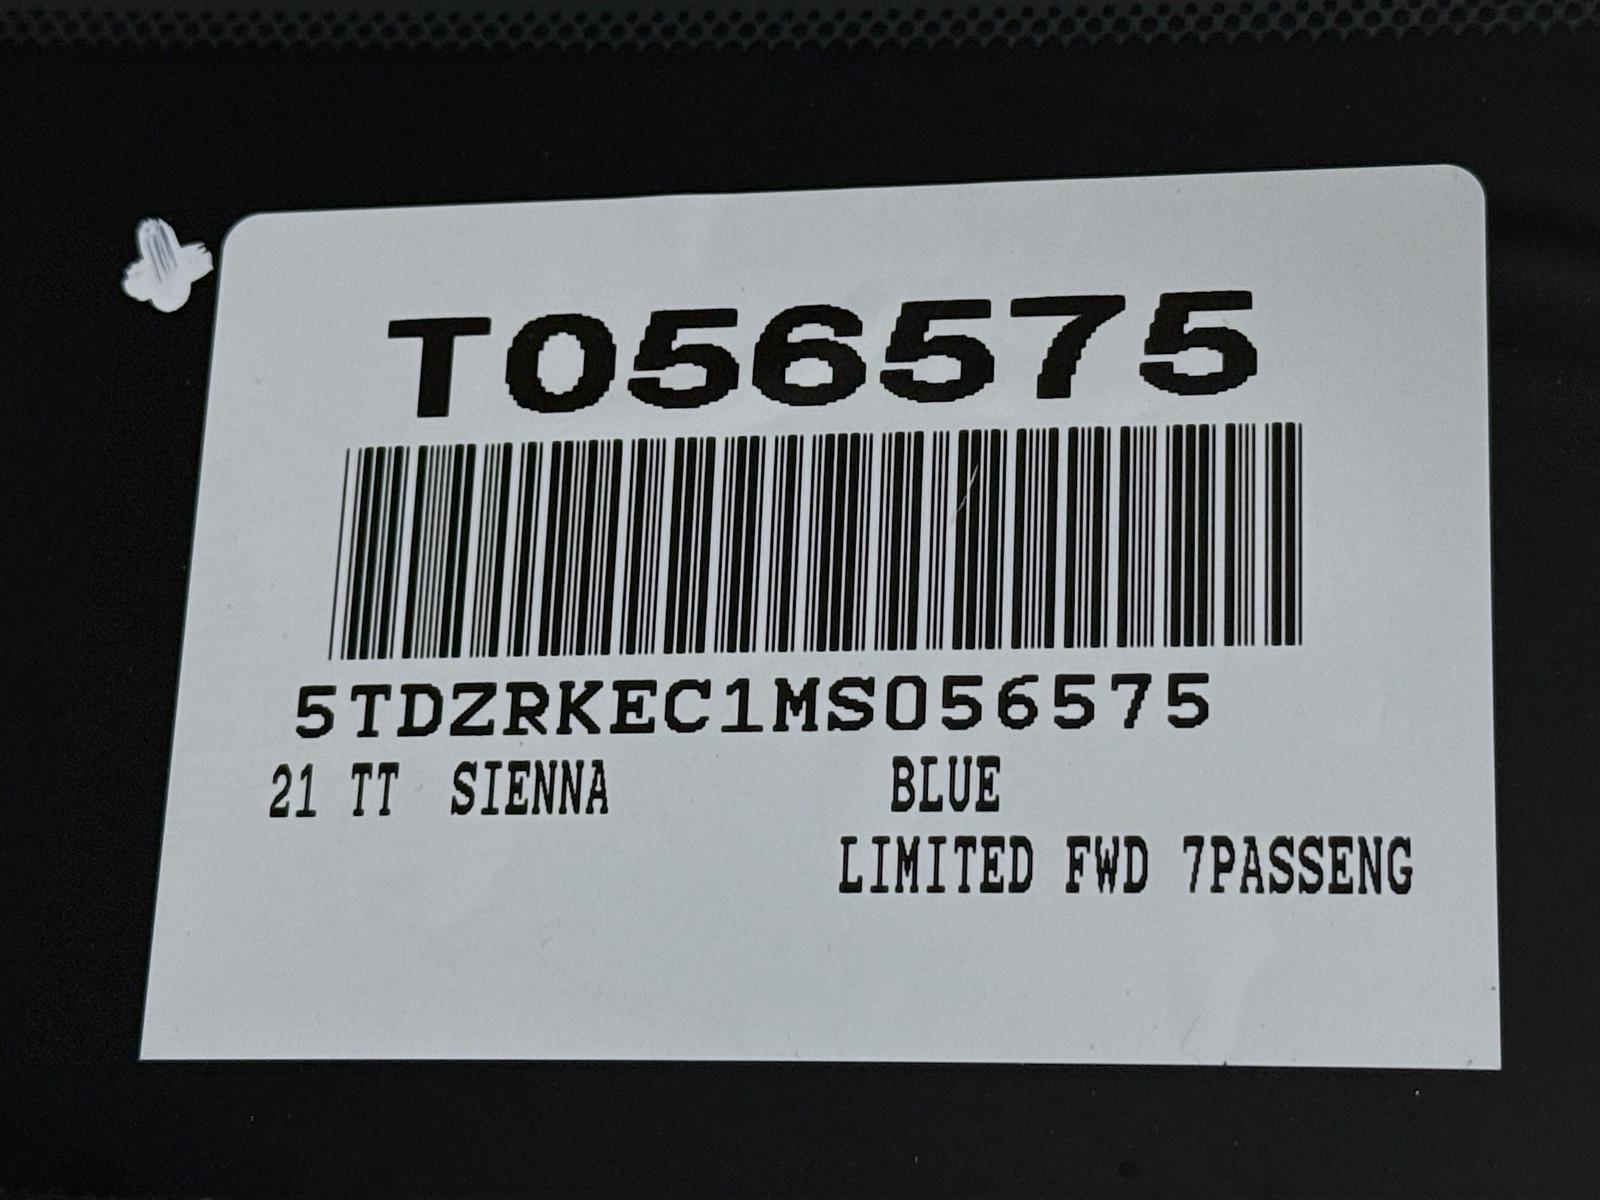 T056575
5TDZRKEC1MS056575
21 TT SIENNA BLUE
LIMITED FWD 7PASSENG